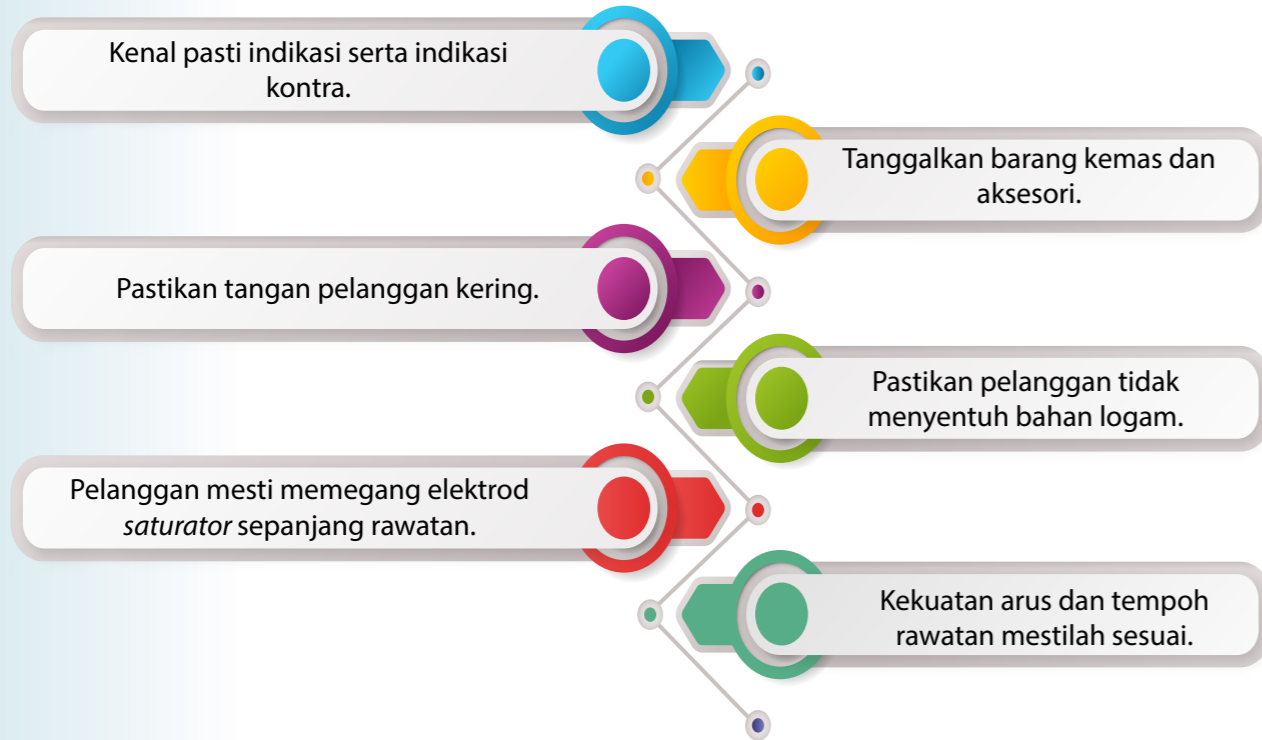 Kenal pasti indikasi serta indikasi
kontra.
Tanggalkan barang kemas dan
aksesori.
Pastikan tangan pelanggan kering.
Pastikan pelanggan tidak
menyentuh bahan logam.
Pelanggan mesti memegang elektrod
saturator sepanjang rawatan.
Kekuatan arus dan tempoh
rawatan mestilah sesuai.